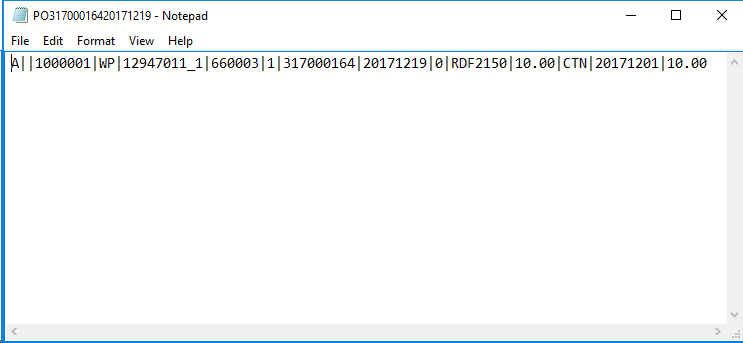 PO31700016420171219 - Notepad
File Edit Format View Help
A||1000001|WP|12947011_1|660003|1|317000164|20171219|0|RDF2150|10.00|CTN|20171201|10.00